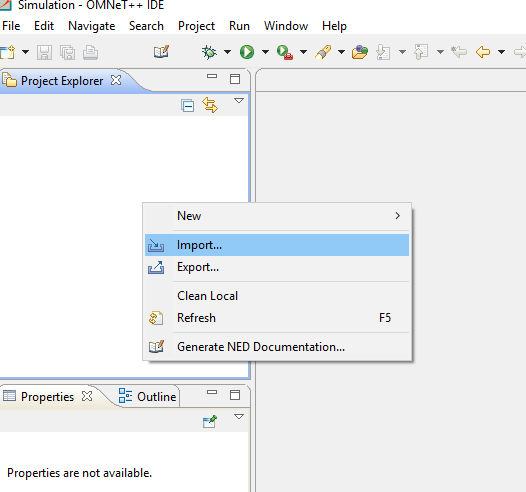 Simulation - OMNeT++ IDE
File Edit Navigate Search Project Run Window Help
Project Explorer
New
Import...
Export...
Clean Local
Refresh F5
Generate NED Documentation...
Properties Outline
Properties are not available.